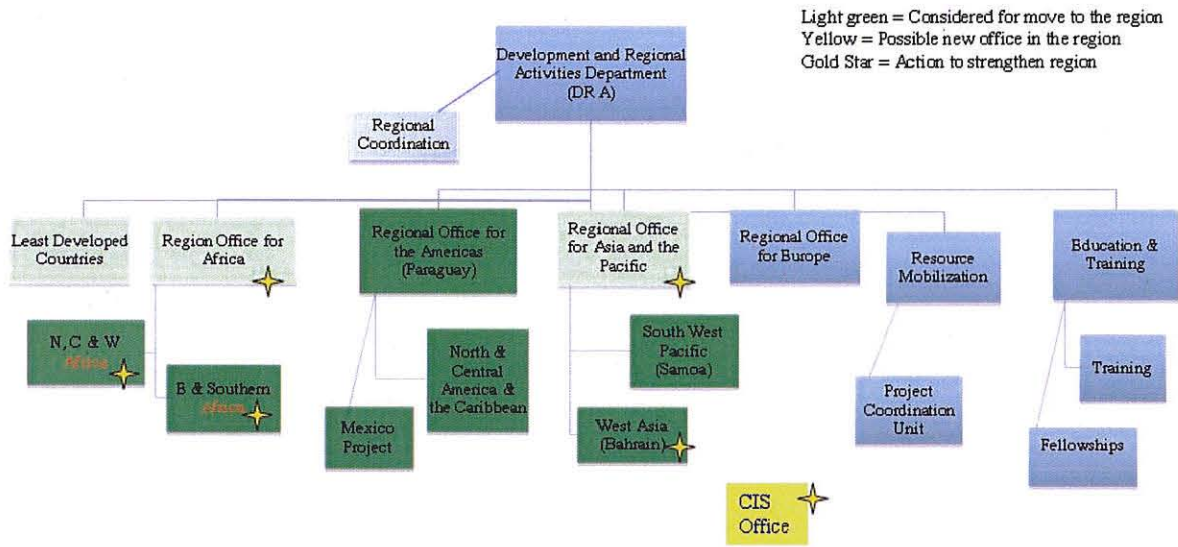 Light green = Considered for move to the region
Yellow = Possible new office in the region
Gold Star = Action to strengthen region
Development and Regional
Activities Department
(DRA)
Regional
Coordination
Least Developed
Countries
Region Office for
Africa
Regional Office for
the Americas
(Paraguay)
Regional Office
for Asia and the
Pacific
Regional Office
for Europe
Resource
Mobilization
Education &
Training
N, C & W
Africa
B & Southern
Africa
Mexico
Project
North &
Central
America &
the Caribbean
South West
Pacific
(Samoa)
West Asia
(Bahrain)
Project
Coordination
Unit
Training
Fellowships
CIS
Office